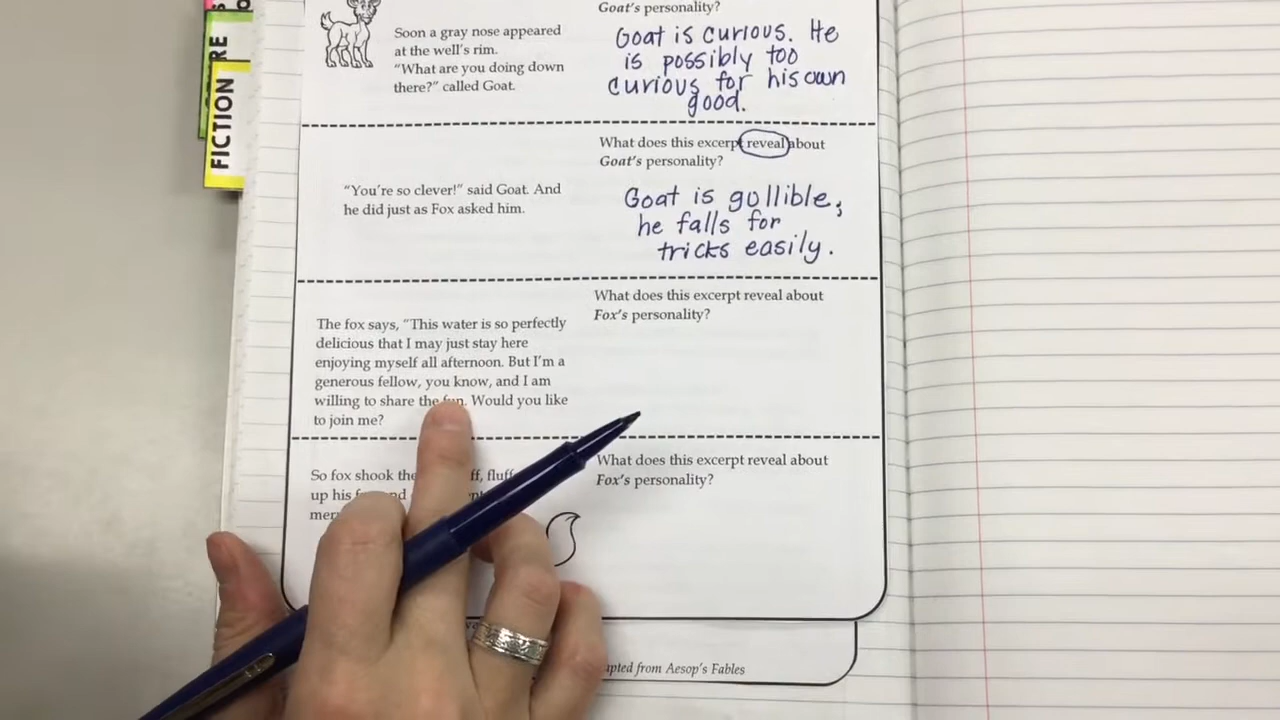 FICTION
Goat's personality?
Soon a gray nose appeared
at the well's rim.
"What are you doing down
there?" called Goat.
Goat is curious. He
is possibly too
curious for his own
good.
What does this excerpt reveal about
Goat's personality?
"You're so clever!" said Goat. And
he did just as Fox asked him.
Goat is gullible;
he falls for
tricks easily.
The fox says, "This water is so perfectly
delicious that I may just stay here
enjoying myself all afternoon. But I'm a
generous fellow, you know, and I am
willing to share the fun. Would you like
to join me?
What does this excerpt reveal about
Fox's personality?
So fox shook the
up his
What does this excerpt reveal about
Fox's personality?
from Aesop's Fables